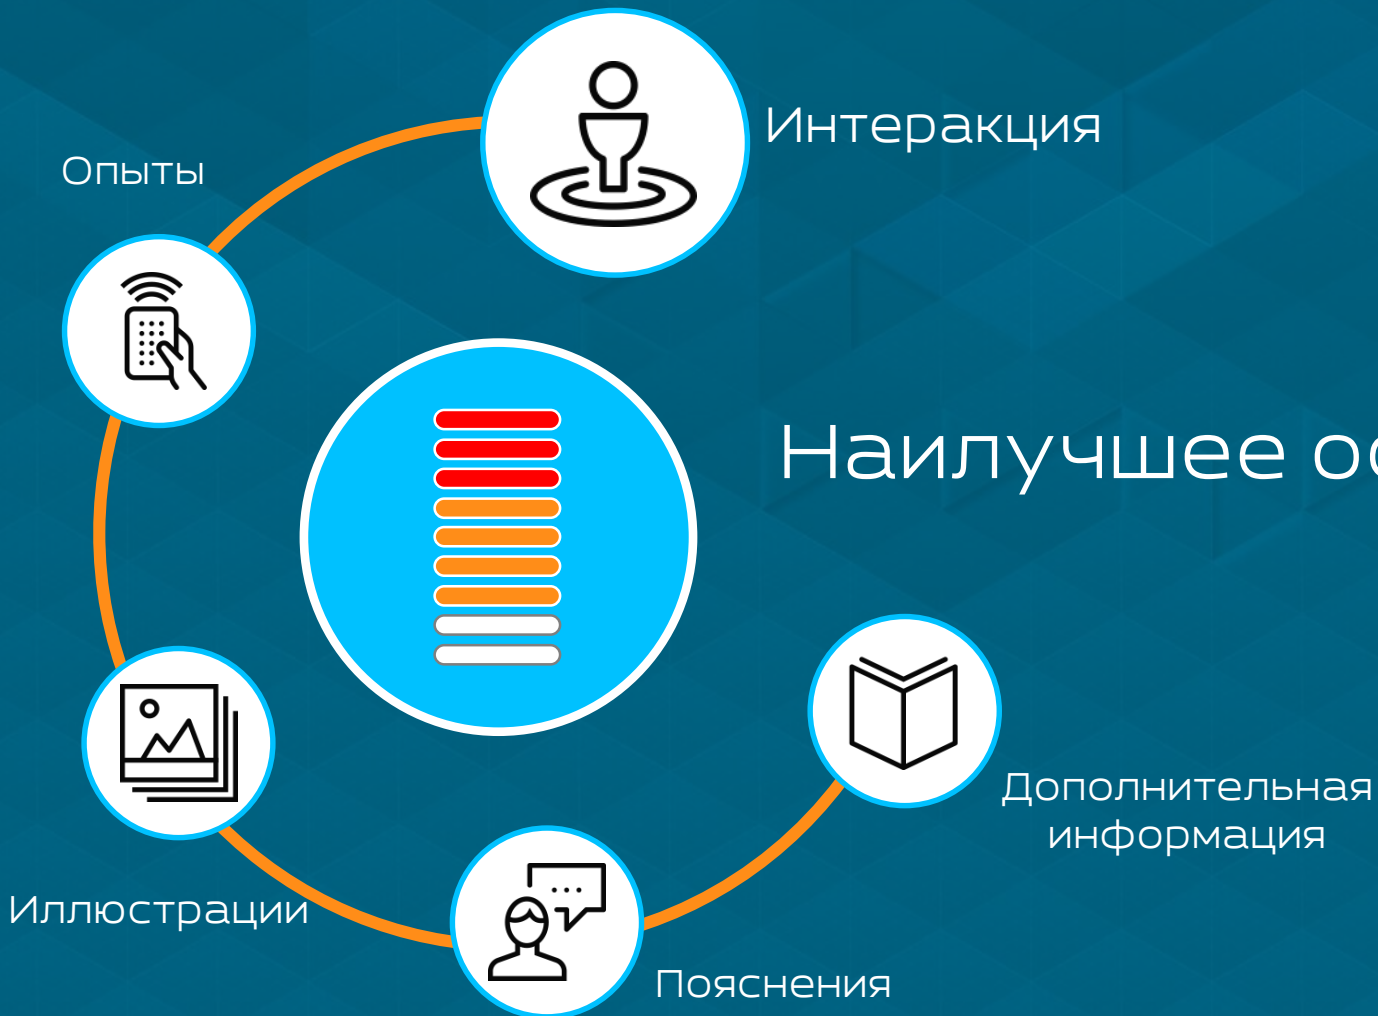 Интеракция
Опыты
Наилучшее
Дополнительная
информация
Иллюстрации
Пояснения